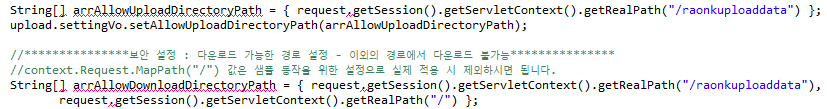 String[] arrAllowUploadDirectoryPath = { request.getSession().getServletContext().getRealPath("/raonkuploaddata") };
upload.settingVo.setAllowUploadDirectoryPath(arrAllowUploadDirectoryPath);
//***************보안 설정 : 다운로드 가능한 경로 설정 - 이외의 경로에서 다운로드 불가능***************
//context.Request.MapPath("/") 값은 샘플 동작을 위한 설정으로 실제 적용 시 제외하시면 됩니다.
String[] arrAllowDownloadDirectoryPath = { request.getSession().getServletContext().getRealPath("/raonkuploaddata"),
request.getSession().getServletContext().getRealPath("/") };